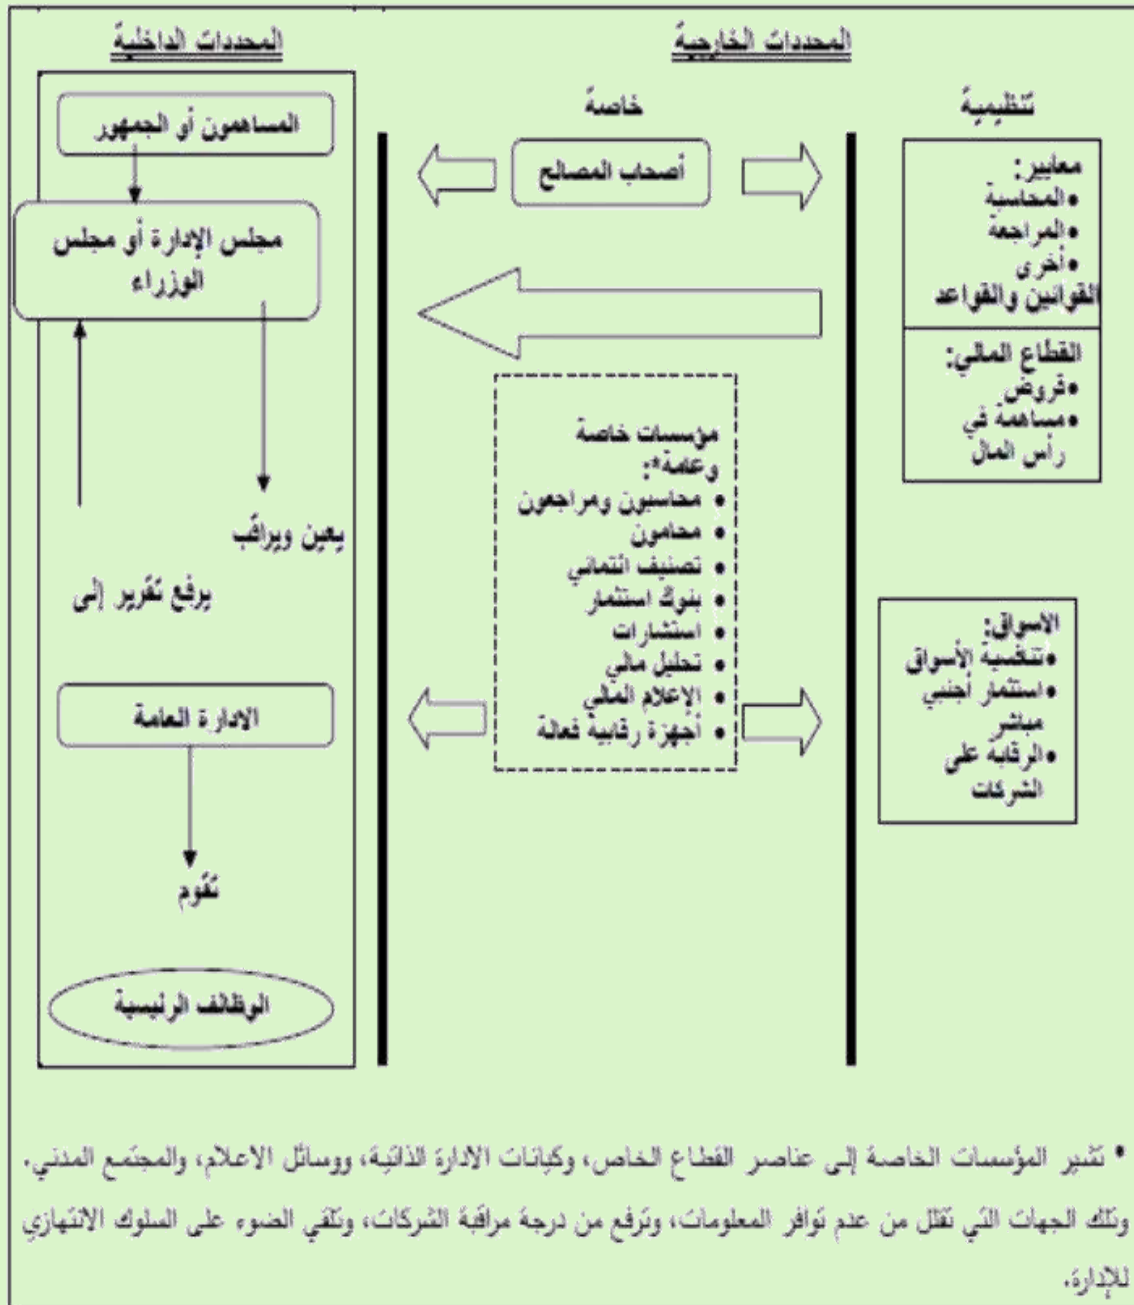 المحددات الخارجية
المحددات الداخلية
تنظيمية
معايير:
•المحاسبة
•المراجعة
•أخرى
القوانين والقواعد
القطاع المالي:
•قروض
•مساهمة في
رأس المال
الاسواق:
•تنافسية الأسواق
•استثمار أجنبي
مباشر
•الرقابة على
الشركات
خاصة
أصحاب المصالح
مؤسسات خاصة
وعامة*:
• محاسبون ومراجعون
• محامون
• تصنيف ائتماني
• بنوك استثمار
• استشارات
• تحليل مالي
• الإعلام المالي
• أجهزة رقابية فعالة
المساهمون أو الجمهور
مجلس الإدارة أو مجلس
الوزراء
يعين ويراقب
يرفع تقرير إلى
الادارة العامة
تقوم
الوظائف الرئيسية
* تشير المؤسسات الخاصة إلى عناصر القطاع الخاص، وكيانات الادارة الذاتية، ووسائل الاعلام، والمجتمع المدني.
وتلك الجهات التي تقلل من عدم توافر المعلومات، وترفع من درجة مراقبة الشركات، وتلقي الضوء على السلوك الانتهازي
للإدارة.